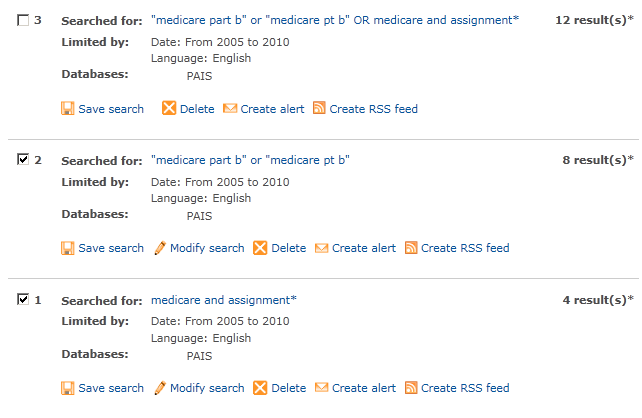 3 Searched for: "medicare part b" or "medicare pt b" OR medicare and assignment* 12 result(s)*
Limited by: Date: From 2005 to 2010
Language: English
Databases: PAIS
Save search Delete Create alert Create RSS feed
2 Searched for: "medicare part b" or "medicare pt b" 8 result(s)*
Limited by: Date: From 2005 to 2010
Language: English
Databases: PAIS
Save search Modify search Delete Create alert Create RSS feed
1 Searched for: medicare and assignment* 4 result(s)*
Limited by: Date: From 2005 to 2010
Language: English
Databases: PAIS
Save search Modify search Delete Create alert Create RSS feed